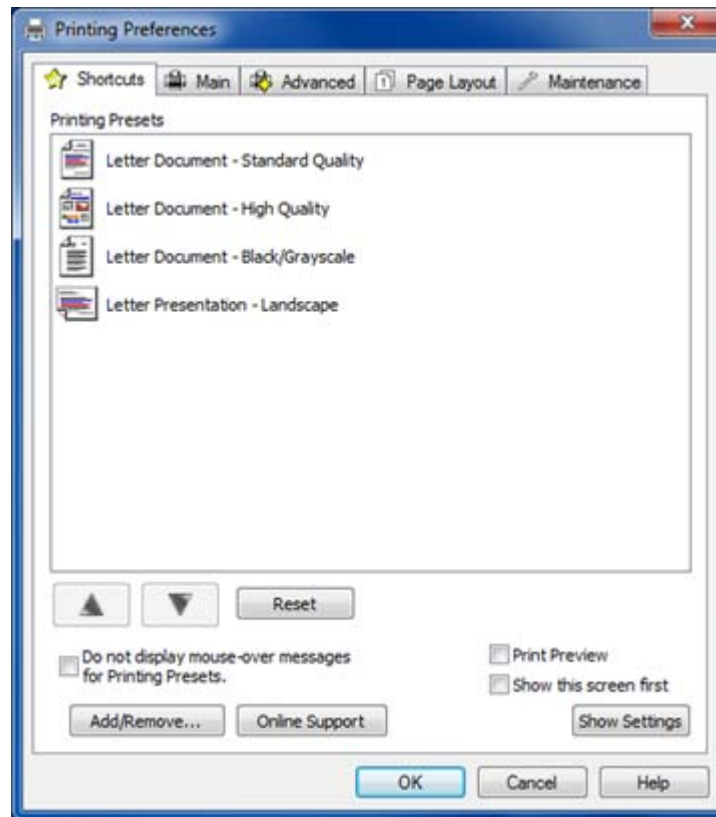 Printing Preferences
Shortcuts Main Advanced 1 Page Layout Maintenance
Printing Presets
Letter Document - Standard Quality
Letter Document - High Quality
Letter Document - Black/Grayscale
Letter Presentation - Landscape
Reset
Do not display mouse-over messages
for Printing Presets.
Print Preview
Show this screen first
Add/Remove... Online Support Show Settings
OK Cancel Help